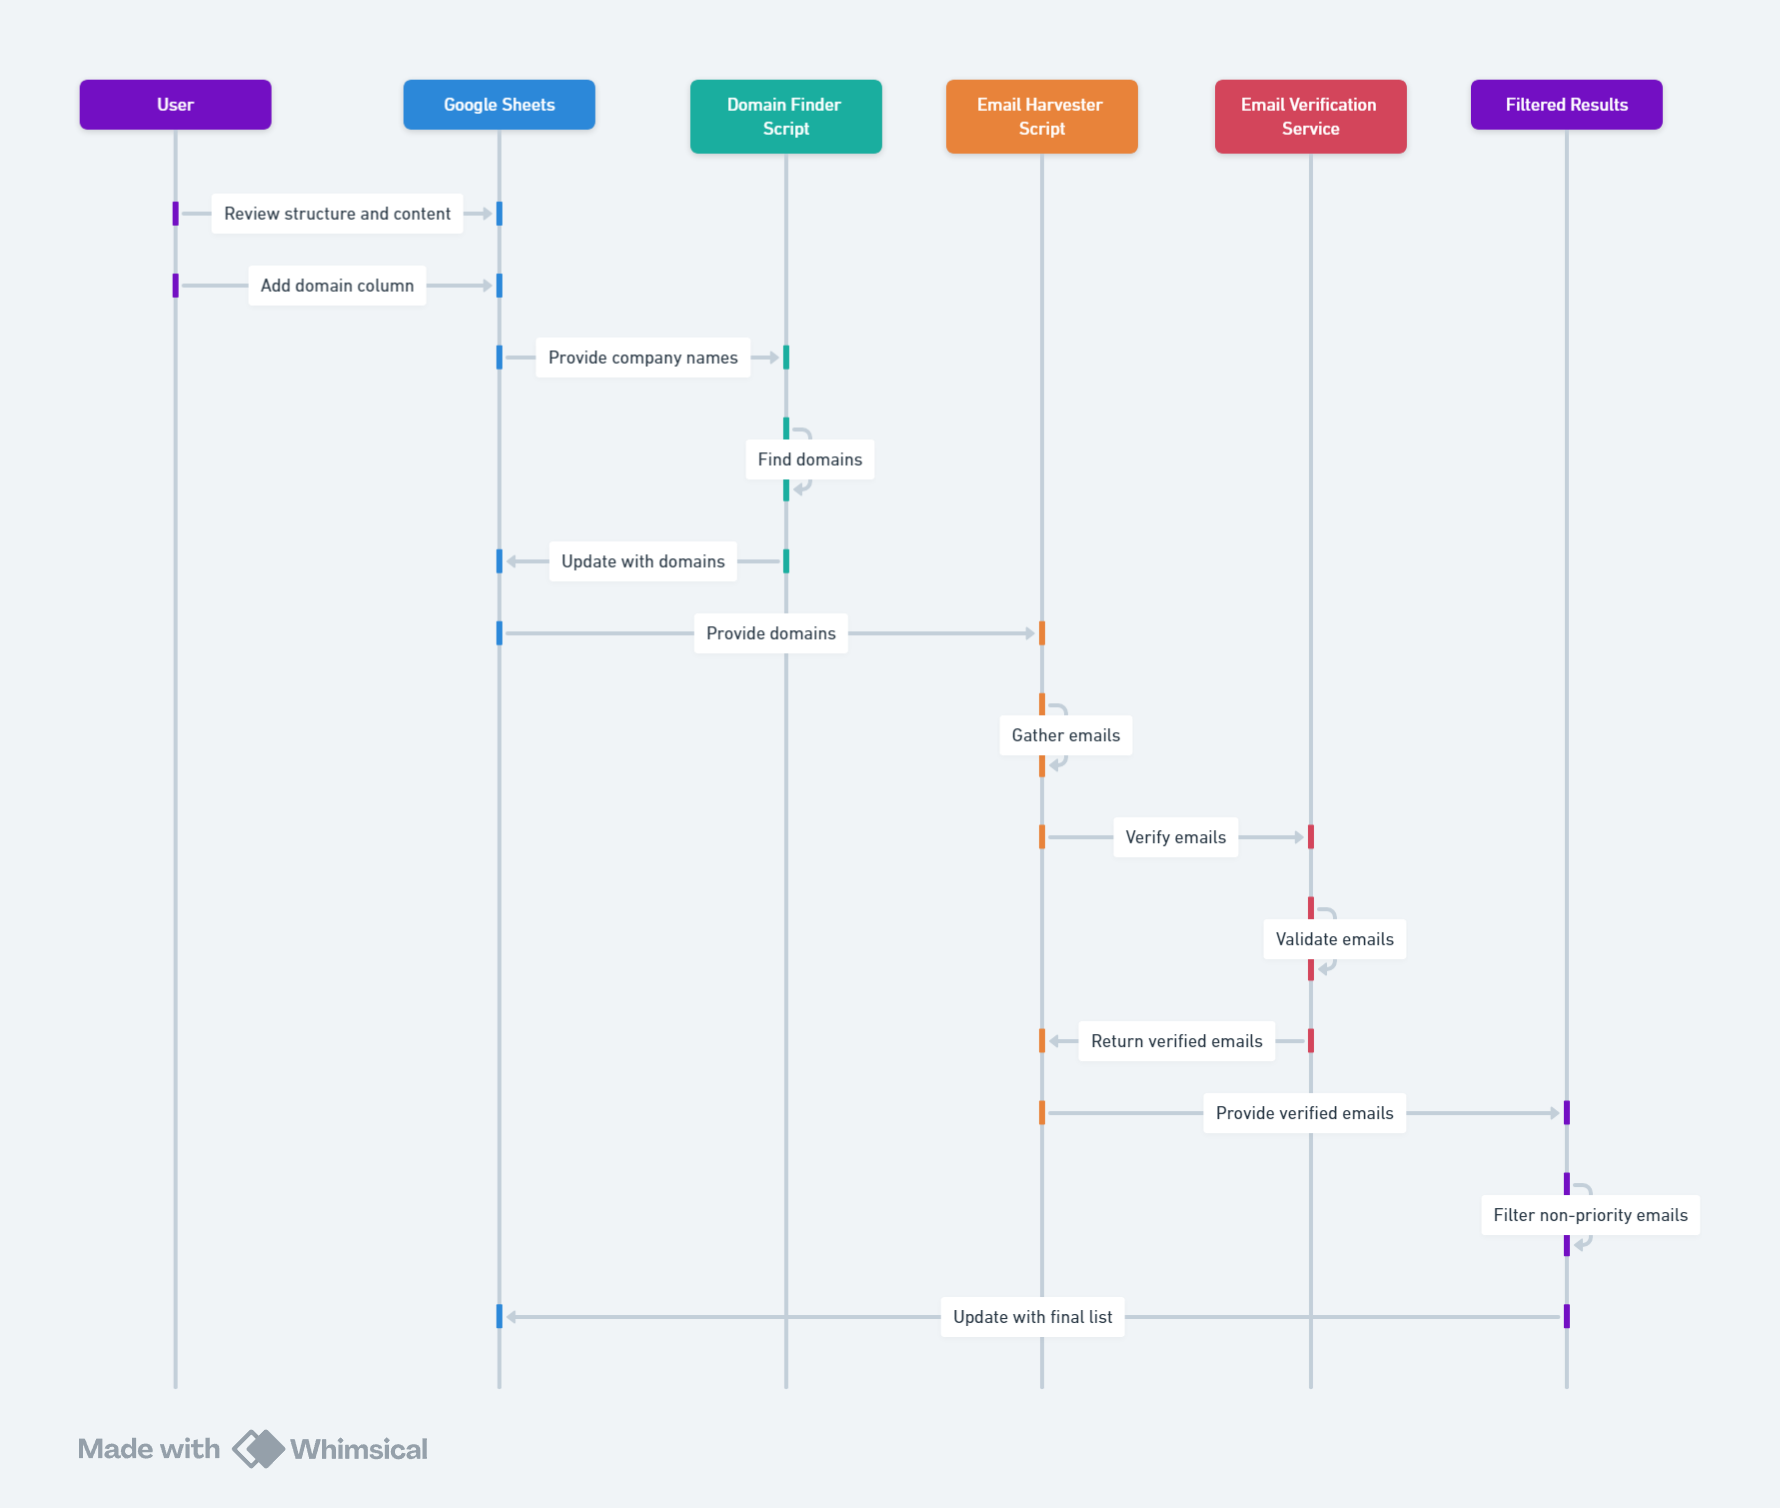 User
Google Sheets
Domain Finder
Script
Email Harvester
Script
Email Verification
Service
Filtered Results
Review structure and content
Add domain column
Provide company names
Find domains
Update with domains
Provide domains
Gather emails
Verify emails
Validate emails
Return verified emails
Provide verified emails
Filter non-priority emails
Update with final list
Made with Whimsical